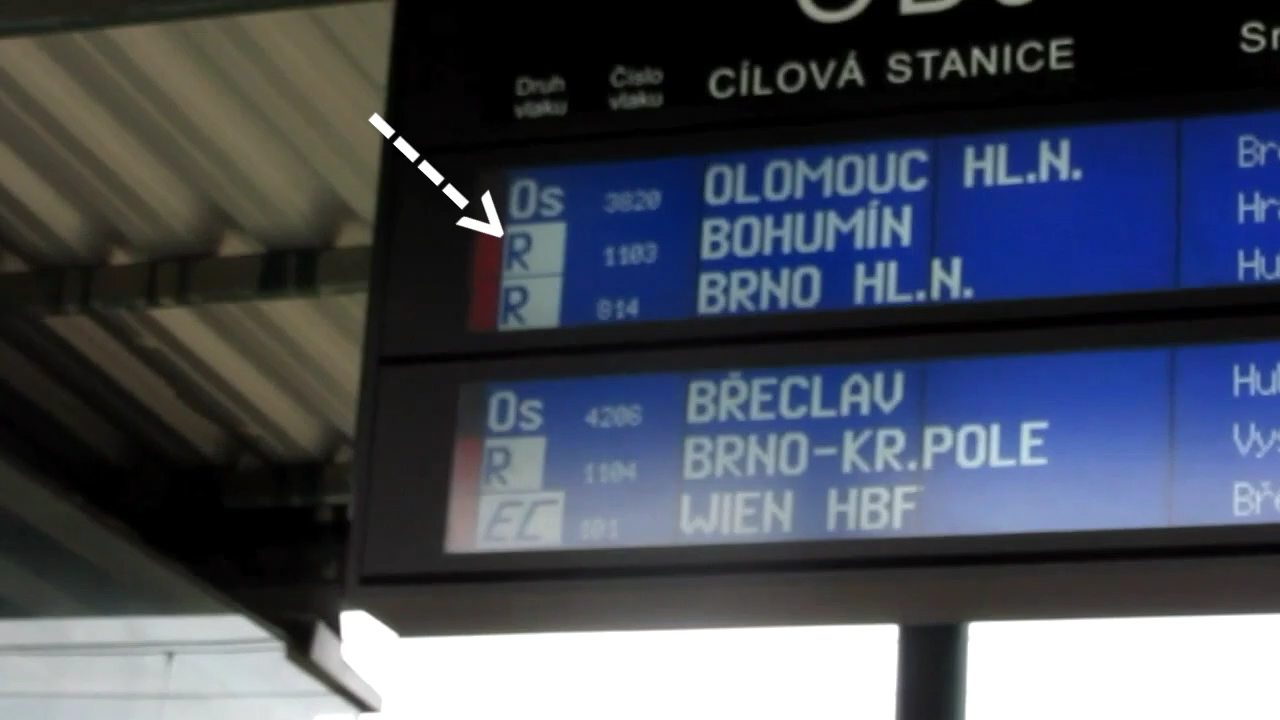 Druh vlaku Číslo vlaku CÍLOVÁ STANICE
Os 3820 OLOMOUC HL.N.
R 1103 BOHUMÍN
R 814 BRNO HL.N.
Os 4206 BŘECLAV
R 1104 BRNO-KR.POLE
EC 101 WIEN HBF